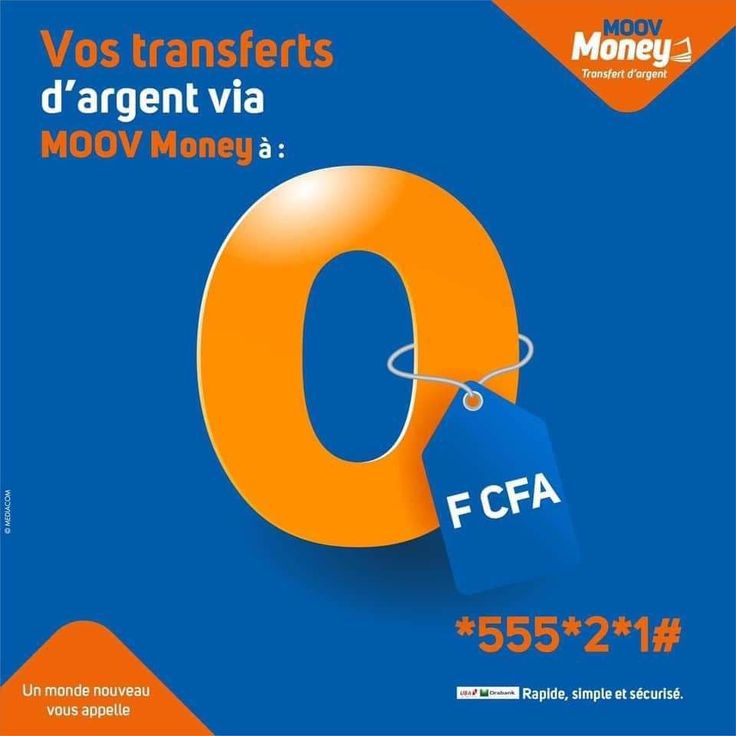 Vos transferts
d'argent via
MOOV Money à :
MOOV
Money
Transfert d'argent
0
F CFA
*555*2*1#
© MEDIACOM
Un monde nouveau
vous appelle
UBA Orabank Rapide, simple et sécurisé.